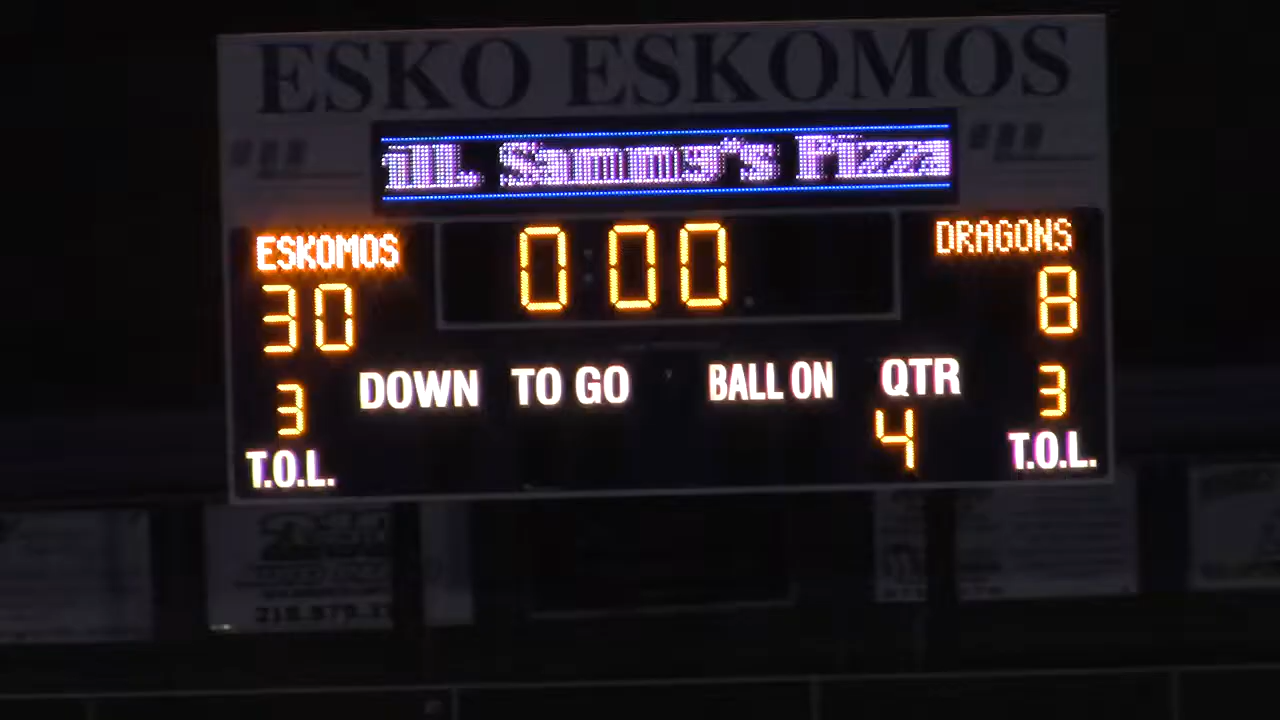 ESKO ESKOMOS
Sammy's Pizza
ESKOMOS
0:00
DRAGONS
30
8
DOWN
TO GO
BALL ON
QTR
3
4
3
T.O.L.
T.O.L.